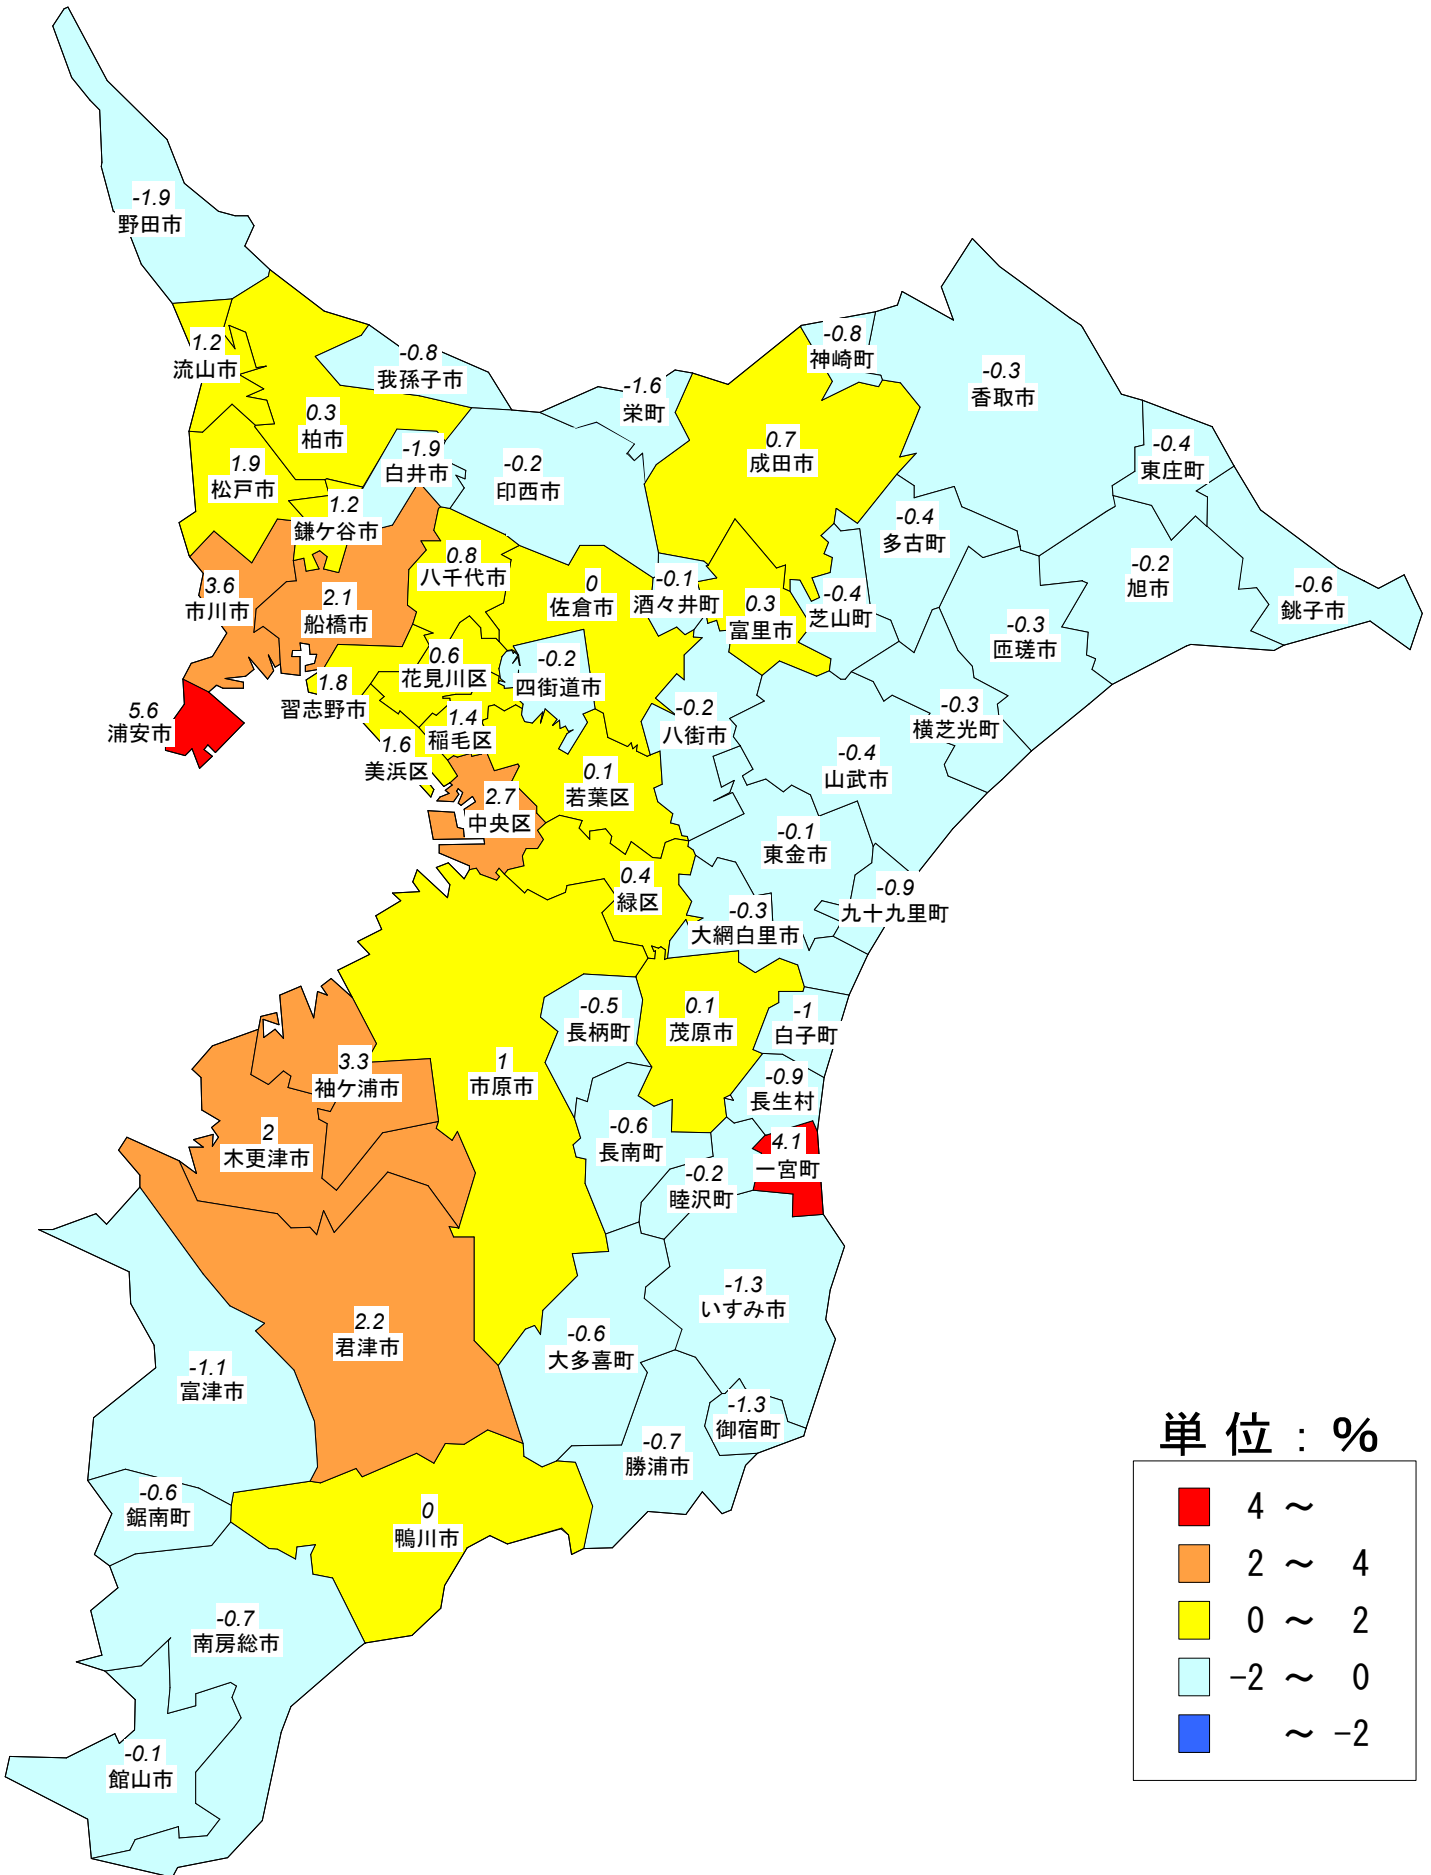 -1.9
野田市
1.2
流山市
-0.8
我孫子市
0.3
柏市
1.9
松戸市
-1.9
白井市
1.2
鎌ケ谷市
-1.6
栄町
-0.2
印西市
0.7
成田市
-0.8
神崎町
-0.3
香取市
-0.4
東庄町
-0.4
多古町
-0.2
旭市
-0.6
銚子市
3.6
市川市
2.1
船橋市
0.8
八千代市
0
佐倉市
-0.1
酒々井町
0.3
富里市
-0.4
芝山町
-0.3
匝瑳市
-0.3
横芝光町
5.6
浦安市
1.8
習志野市
0.6
花見川区
-0.2
四街道市
1.4
稲毛区
1.6
美浜区
-0.2
八街市
0.1
若葉区
2.7
中央区
-0.4
山武市
-0.1
東金市
0.4
緑区
-0.3
大網白里市
-0.9
九十九里町
-0.5
長柄町
0.1
茂原市
-1
白子町
3.3
袖ケ浦市
1
市原市
-0.9
長生村
2
木更津市
-0.6
長南町
4.1
一宮町
-0.2
睦沢町
-1.3
いすみ市
2.2
君津市
-0.6
大多喜町
-1.1
富津市
-1.3
御宿町
-0.7
勝浦市
-0.6
鋸南町
0
鴨川市
-0.7
南房総市
-0.1
館山市
単位:%
4 ～
2 ～ 4
0 ～ 2
-2 ～ 0
～ -2